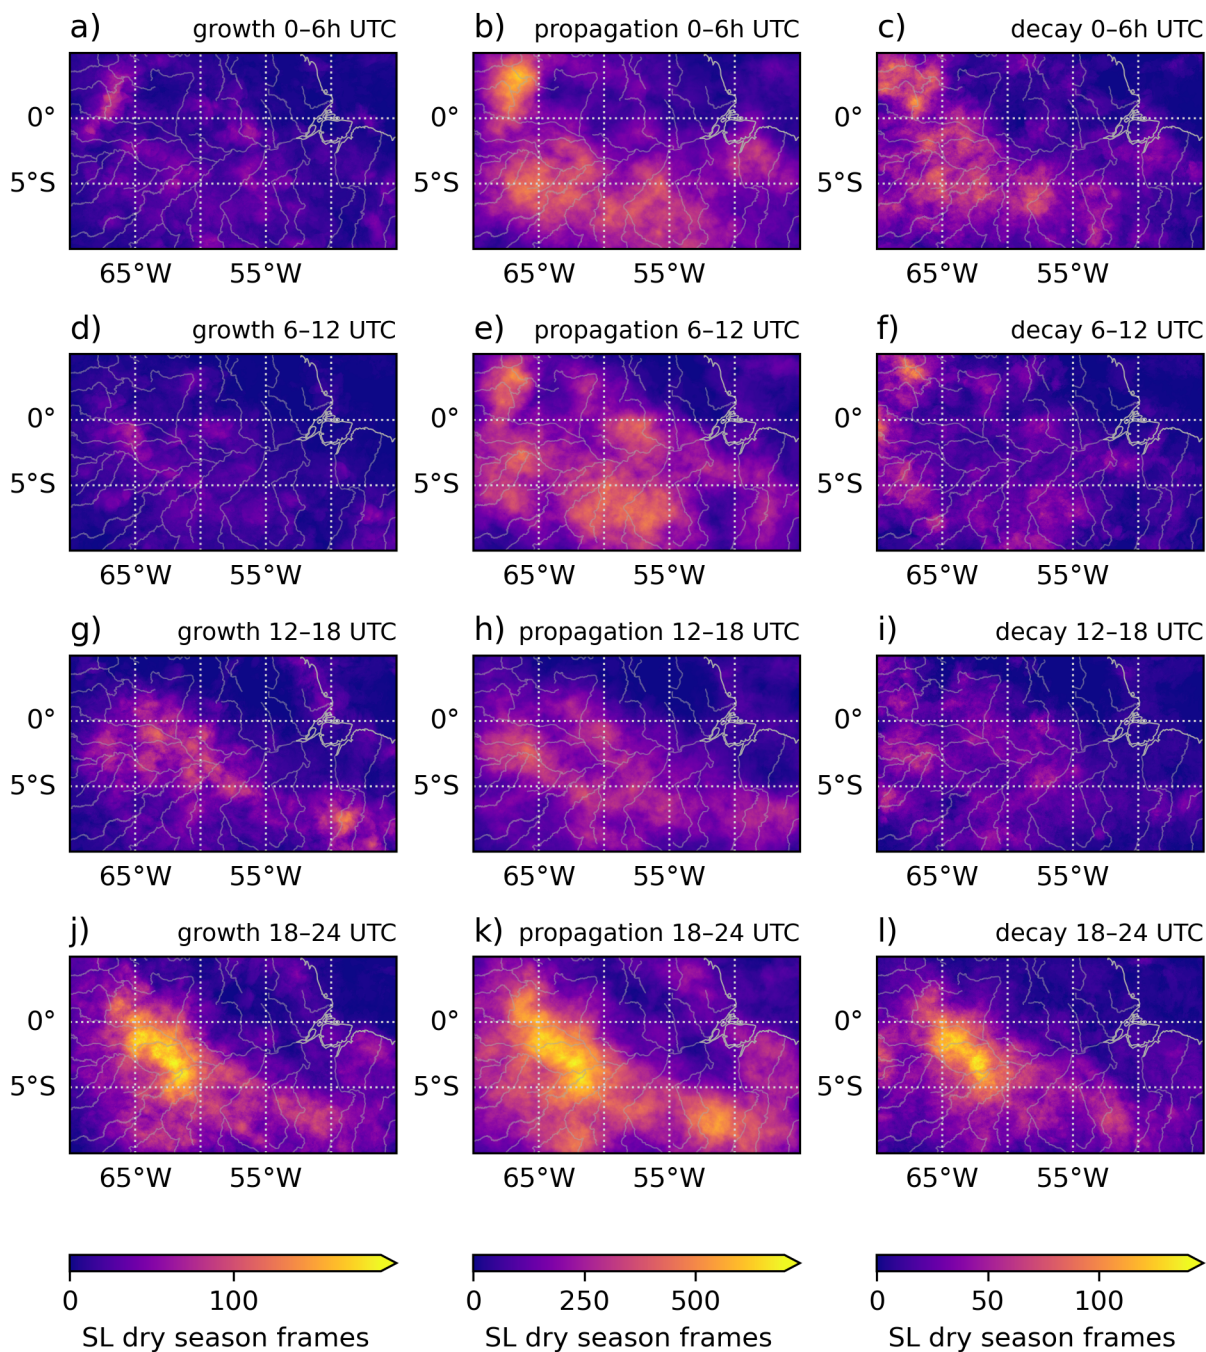 a) growth 0–6h UTC
b) propagation 0–6h UTC
c) decay 0–6h UTC
0° 0° 0°
5°S 5°S 5°S
65°W 55°W 65°W 55°W 65°W 55°W
d) growth 6–12 UTC
e) propagation 6–12 UTC
f) decay 6–12 UTC
0° 0° 0°
5°S 5°S 5°S
65°W 55°W 65°W 55°W 65°W 55°W
g) growth 12–18 UTC
h) propagation 12–18 UTC
i) decay 12–18 UTC
0° 0° 0°
5°S 5°S 5°S
65°W 55°W 65°W 55°W 65°W 55°W
j) growth 18–24 UTC
k) propagation 18–24 UTC
l) decay 18–24 UTC
0° 0° 0°
5°S 5°S 5°S
65°W 55°W 65°W 55°W 65°W 55°W
0 100 0 250 500 0 50 100
SL dry season frames
SL dry season frames
SL dry season frames